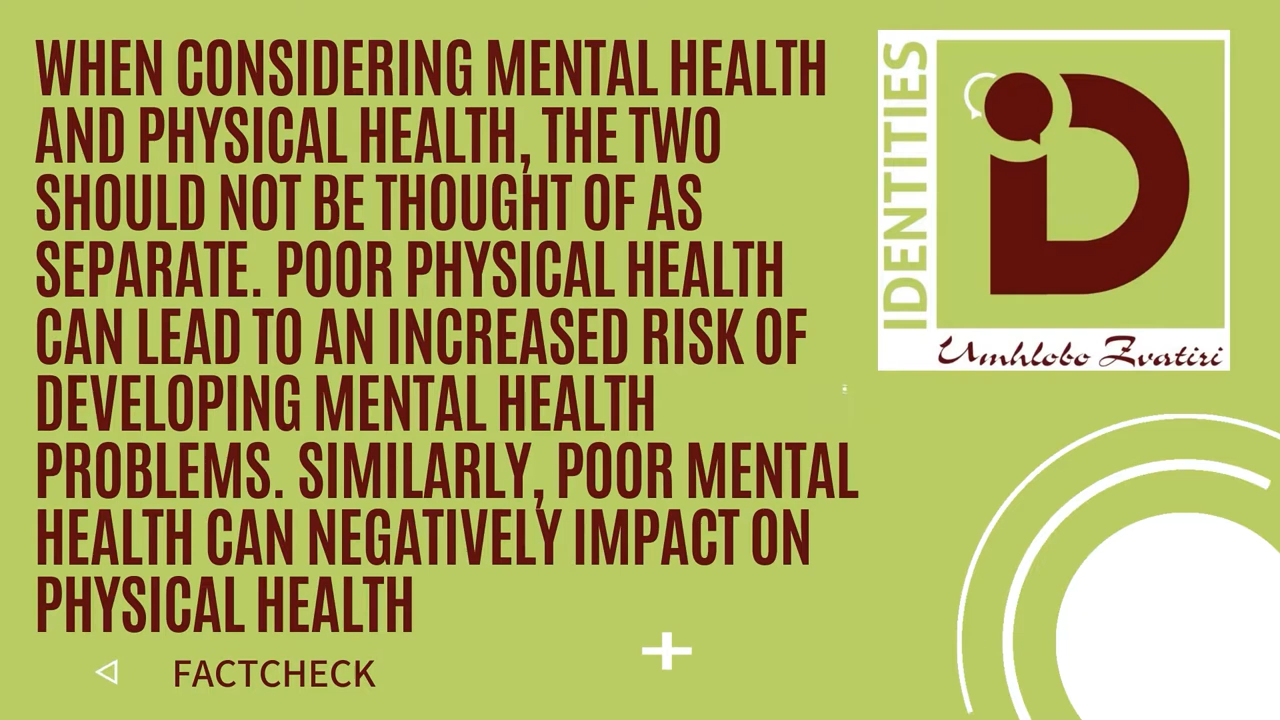 WHEN CONSIDERING MENTAL HEALTH
AND PHYSICAL HEALTH, THE TWO
SHOULD NOT BE THOUGHT OF AS
SEPARATE. POOR PHYSICAL HEALTH
CAN LEAD TO AN INCREASED RISK OF
DEVELOPING MENTAL HEALTH
PROBLEMS. SIMILARLY, POOR MENTAL
HEALTH CAN NEGATIVELY IMPACT ON
PHYSICAL HEALTH
FACTCHECK
IDENTITIES
iD
Umhlobo Zvatiri